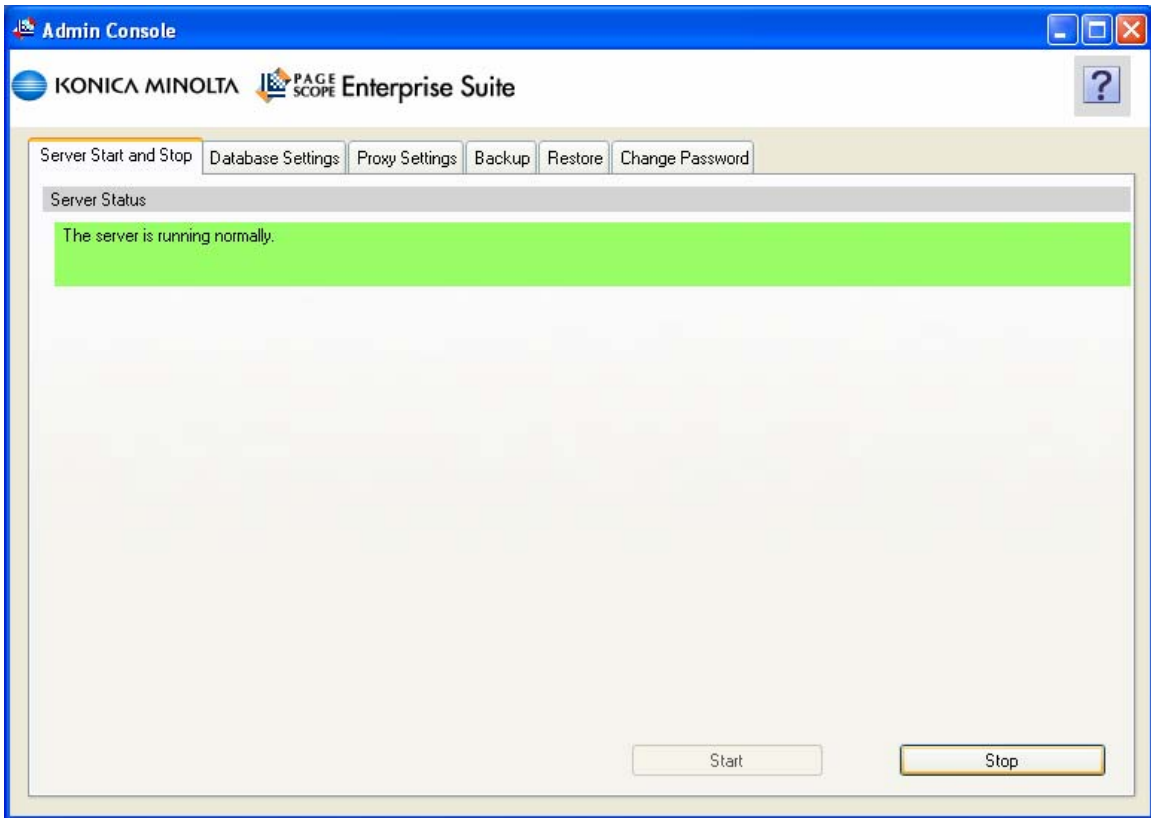 Admin Console
KONICA MINOLTA PAGE SCOPE Enterprise Suite ?
Server Start and Stop Database Settings Proxy Settings Backup Restore Change Password
Server Status
The server is running normally.
Start Stop